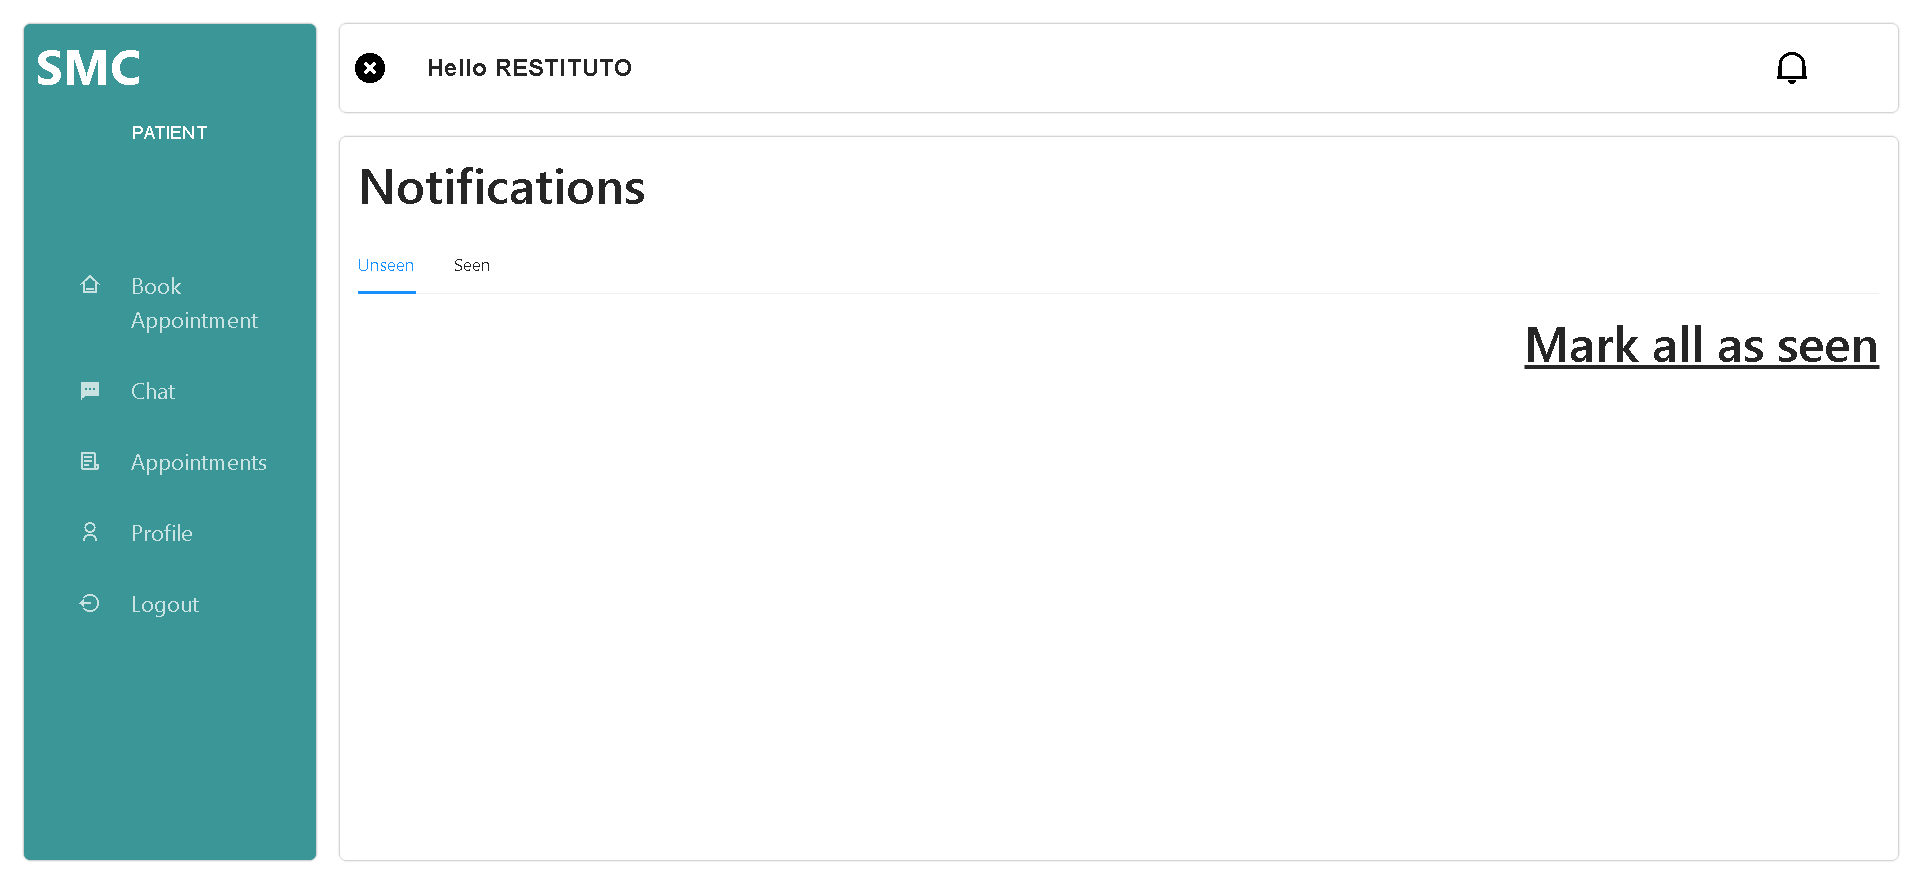 SMC
PATIENT
Book
Appointment
Chat
Appointments
Profile
Logout
Hello RESTITUTO
Notifications
Unseen
Seen
Mark all as seen